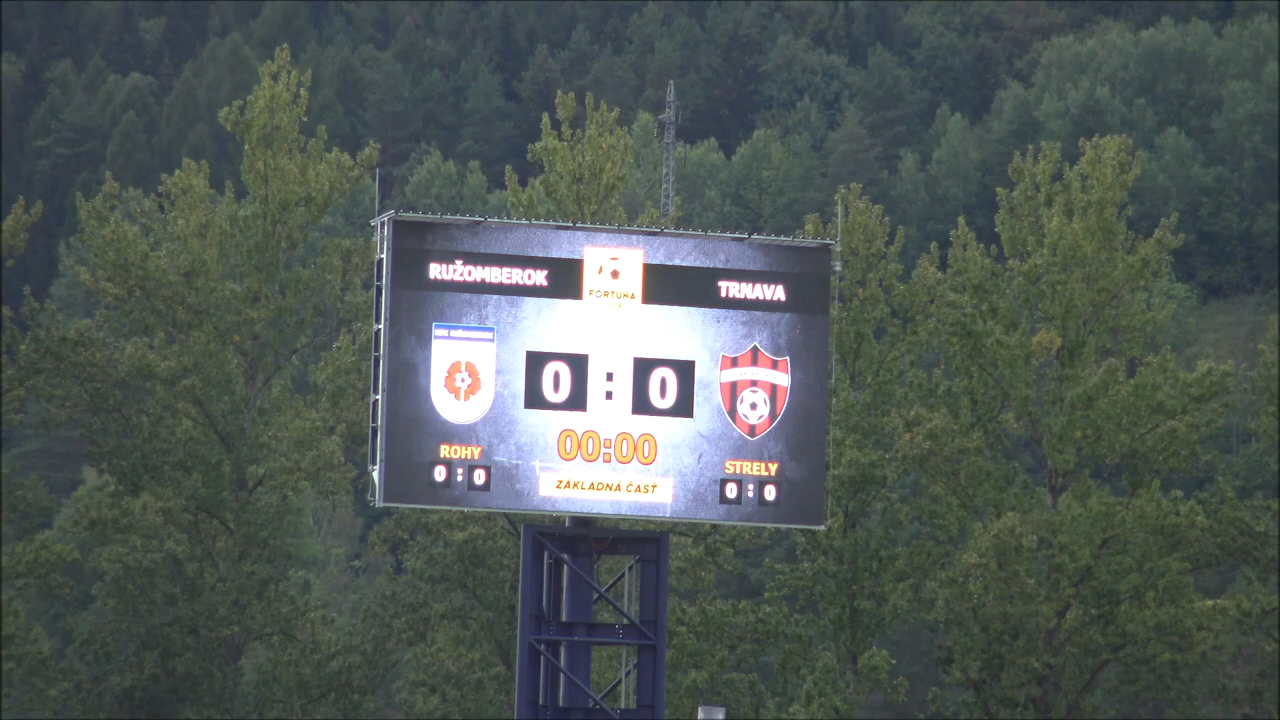 RUŽOMBEROK
FORTUNA
TRNAVA
0 : 0
00:00
ROHY
0 : 0
STRELY
0 : 0
ZÁKLADNÁ ČASŤ